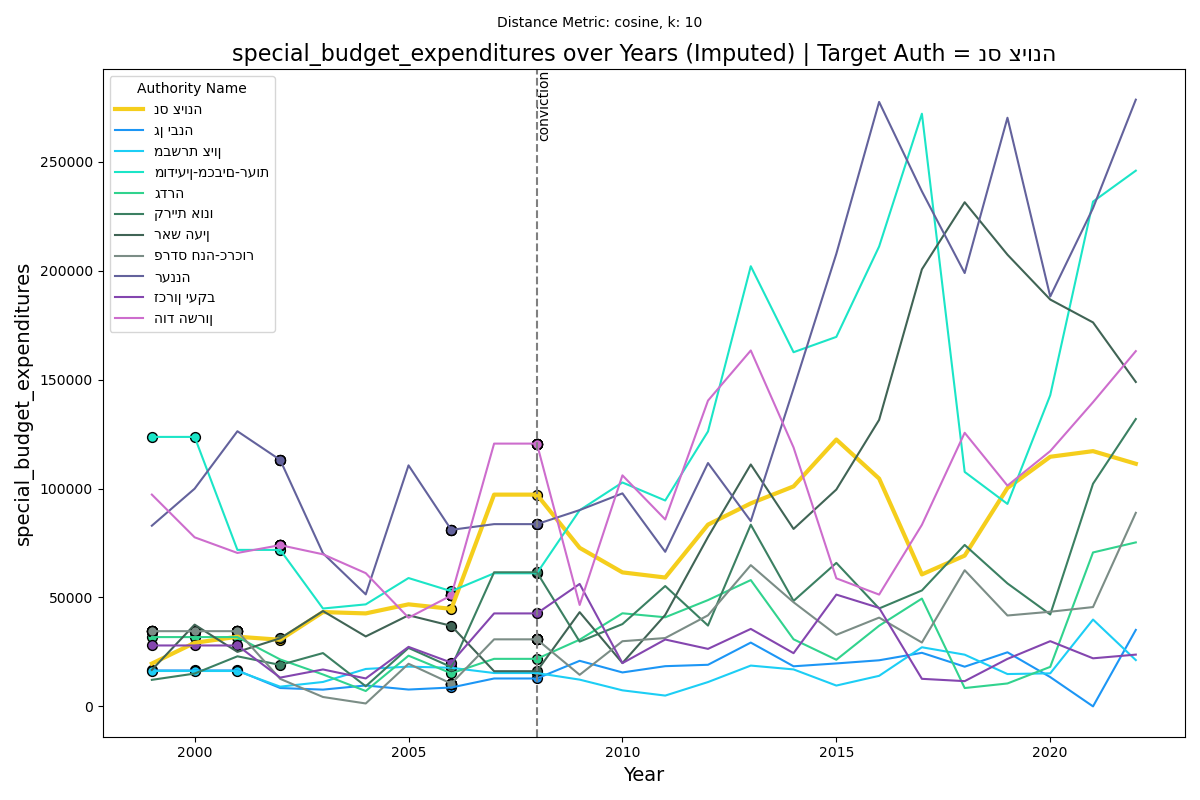 Distance Metric: cosine, k: 10
special_budget_expenditures over Years (Imputed) | Target Auth = נס ציונה
Authority Name
נס ציונה
גן יבנה
מבשרת ציון
מודיעין-מכבים-רעות
גדרה
קריית אונו
ראש העין
פרדס חנה-כרכור
רעננה
זכרון יעקב
הוד השרון
conviction
special_budget_expenditures
250000
200000
150000
100000
50000
0
2000
2005
2010
2015
2020
Year